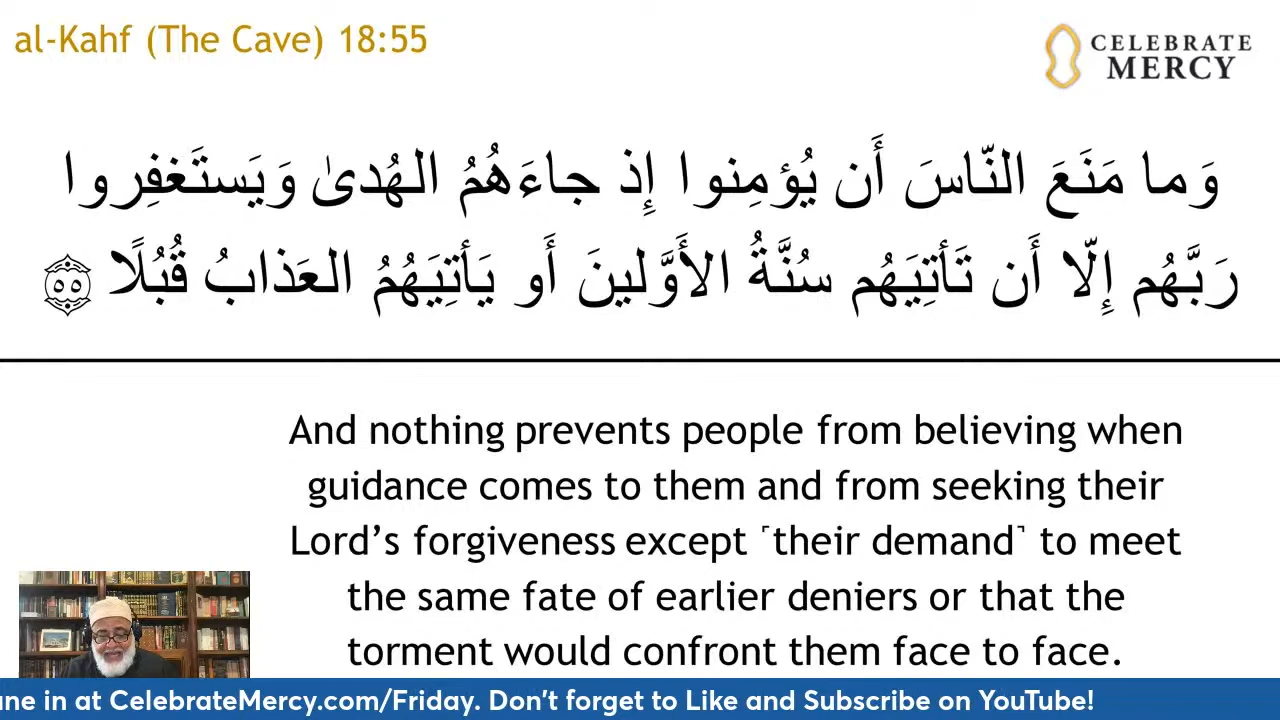 al-Kahf (The Cave) 18:55
CELEBRATE
MERCY
وَما مَنَعَ النّاسَ أَن يُؤمِنوا إِذ جاءَهُمُ الهُدىٰ وَيَستَغفِروا
رَبَّهُم إِلّا أَن تَأتِيَهُم سُنَّةُ الأَوَّلينَ أَو يَأتِيَهُمُ العَذابُ قُبُلًا ۝٥٥
And nothing prevents people from believing when
guidance comes to them and from seeking their
Lord’s forgiveness except ˹their demand˺ to meet
the same fate of earlier deniers or that the
torment would confront them face to face.
in at CelebrateMercy.com/Friday. Don’t forget to Like and Subscribe on YouTube!